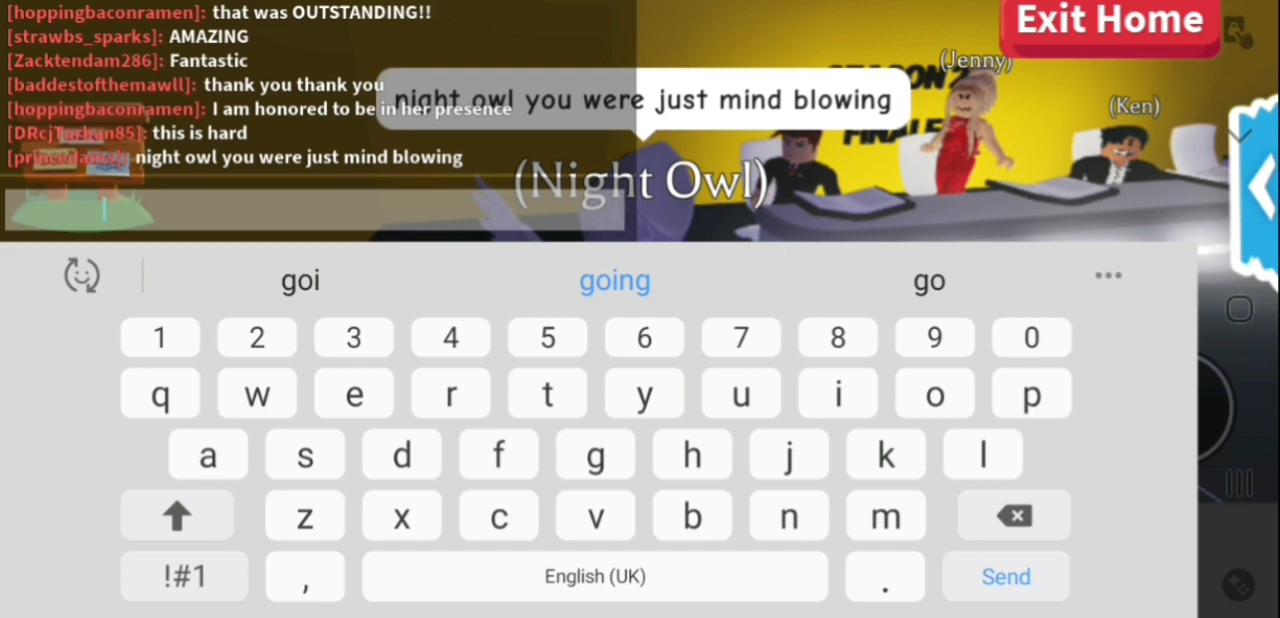 [hoppingbaconramen]: that was OUTSTANDING!!
[strawbs_sparks]: AMAZING
[Zacktendam286]: Fantastic
[baddestofthemawll]: thank you thank you
[hoppingbaconramen]: I am honored to be in her presence
this is hard
night owl you were just mind blowing
night owl you were just mind blowing
(Night Owl)
SEASON 2
FINALE
(Jenny)
(Ken)
Exit Home
goi going go
1 2 3 4 5 6 7 8 9 0
q w e r t y u i o p
a s d f g h j k l
z x c v b n m
!#1 , English (UK) . Send